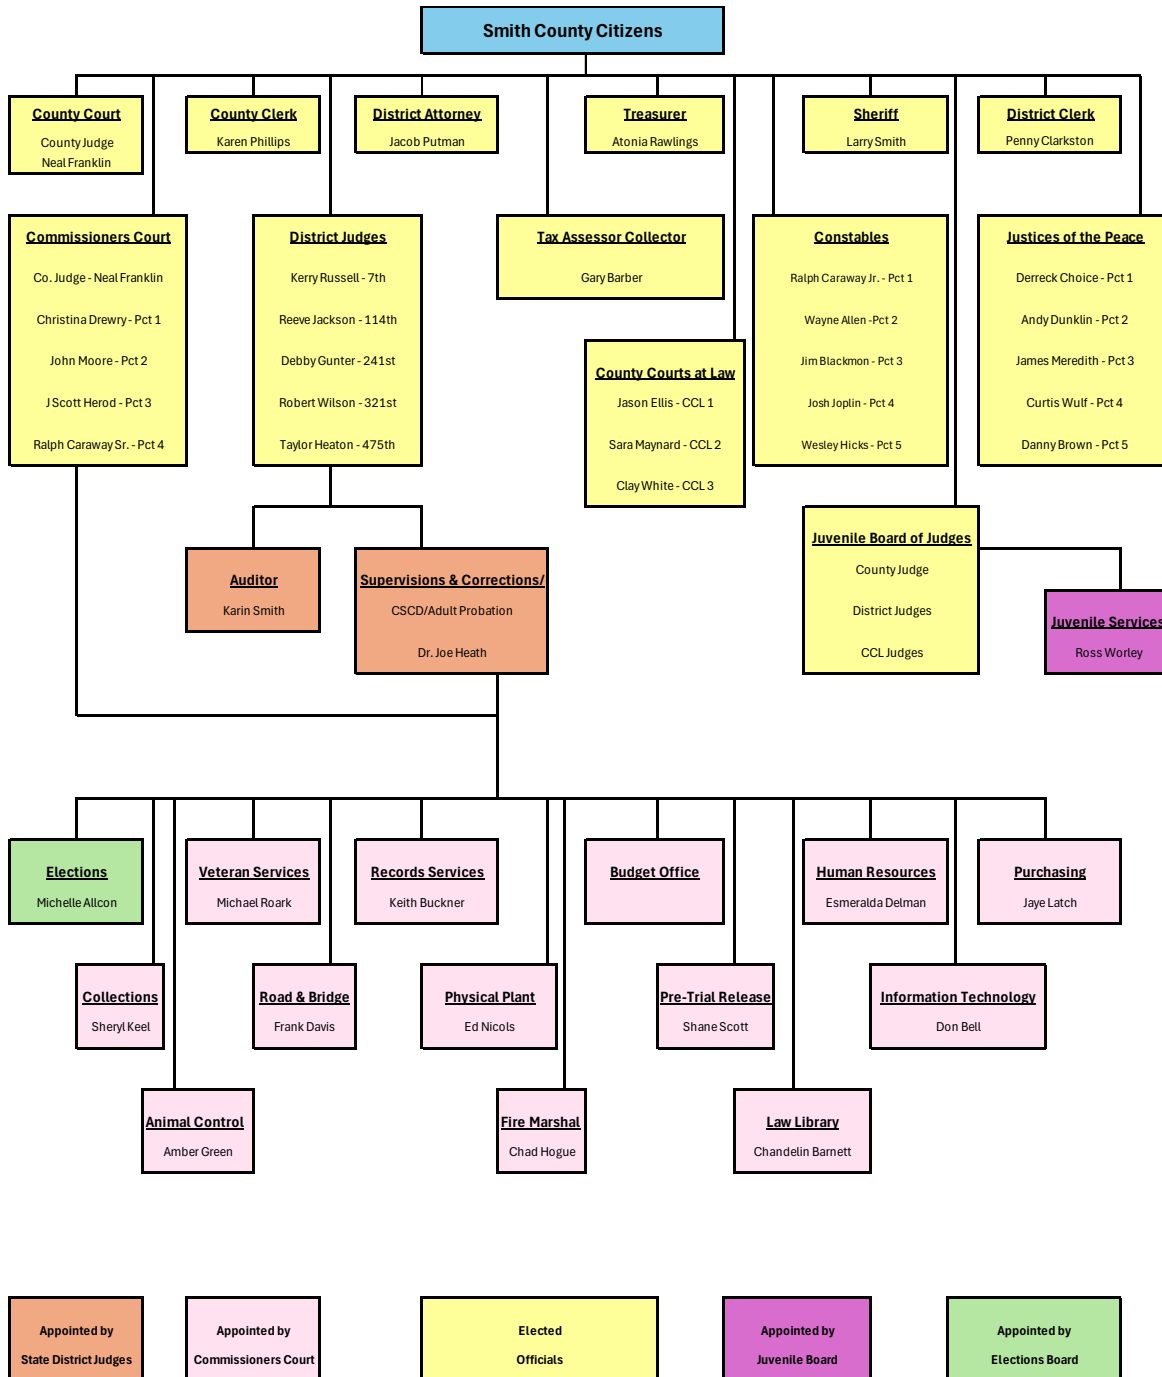 Smith County Citizens
County Court
County Judge
Neal Franklin
County Clerk
Karen Phillips
District Attorney
Jacob Putman
Treasurer
Atonia Rawlings
Sheriff
Larry Smith
District Clerk
Penny Clarkston
Commissioners Court
Co. Judge - Neal Franklin
Christina Drewry - Pct 1
John Moore - Pct 2
J Scott Herod - Pct 3
Ralph Caraway Sr. - Pct 4
District Judges
Kerry Russell - 7th
Reeve Jackson - 114th
Debby Gunter - 241st
Robert Wilson - 321st
Taylor Heaton - 475th
Tax Assessor Collector
Gary Barber
County Courts at Law
Jason Ellis - CCL 1
Sara Maynard - CCL 2
Clay White - CCL 3
Constables
Ralph Caraway Jr. - Pct 1
Wayne Allen -Pct 2
Jim Blackmon - Pct 3
Josh Joplin - Pct 4
Wesley Hicks - Pct 5
Justices of the Peace
Derreck Choice - Pct 1
Andy Dunklin - Pct 2
James Meredith - Pct 3
Curtis Wulf - Pct 4
Danny Brown - Pct 5
Auditor
Karin Smith
Supervisions & Corrections/
CSCD/Adult Probation
Dr. Joe Heath
Juvenile Board of Judges
County Judge
District Judges
CCL Judges
Juvenile Services
Ross Worley
Elections
Michelle Allcon
Veteran Services
Michael Roark
Records Services
Keith Buckner
Budget Office
Human Resources
Esmeralda Delman
Purchasing
Jaye Latch
Collections
Sheryl Keel
Road & Bridge
Frank Davis
Physical Plant
Ed Nicols
Pre-Trial Release
Shane Scott
Information Technology
Don Bell
Animal Control
Amber Green
Fire Marshal
Chad Hogue
Law Library
Chandelin Barnett
Appointed by
State District Judges
Appointed by
Commissioners Court
Elected
Officials
Appointed by
Juvenile Board
Appointed by
Elections Board